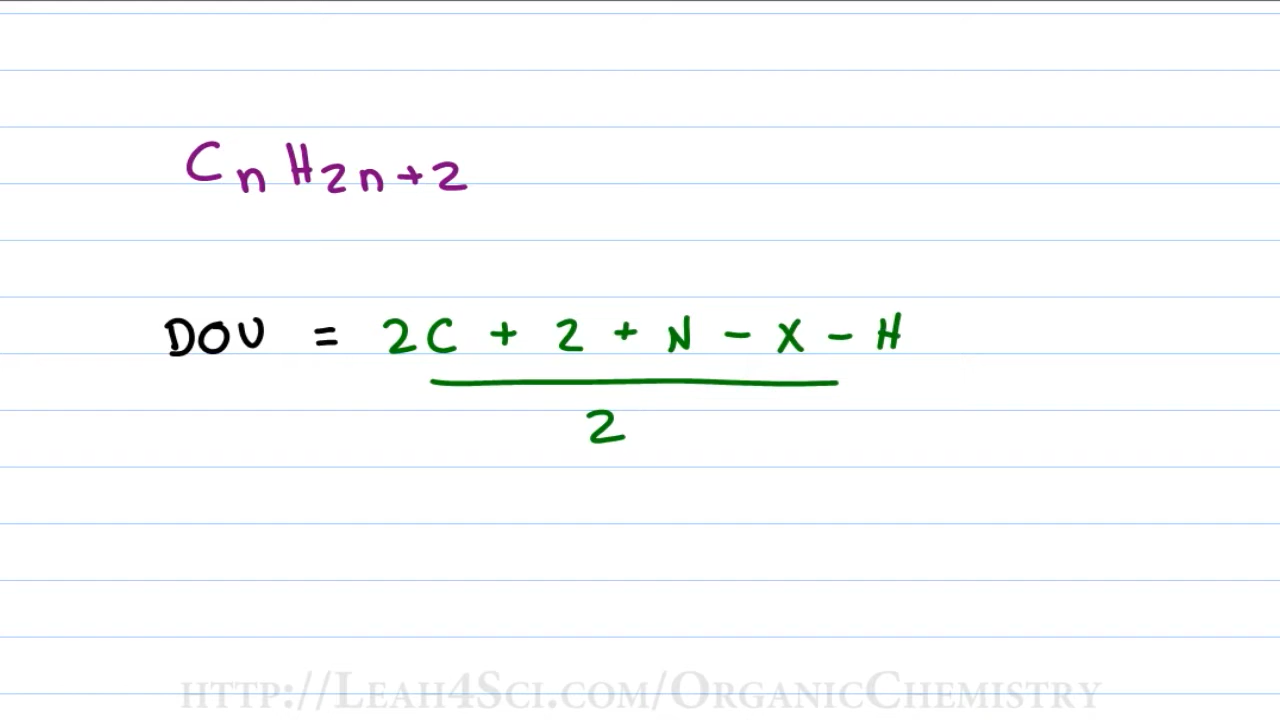 CnH2n+2
DOU = 2C + 2 + N - X - H
2
HTTP://LEAH4SCI.COM/ORGANICCHEMISTRY